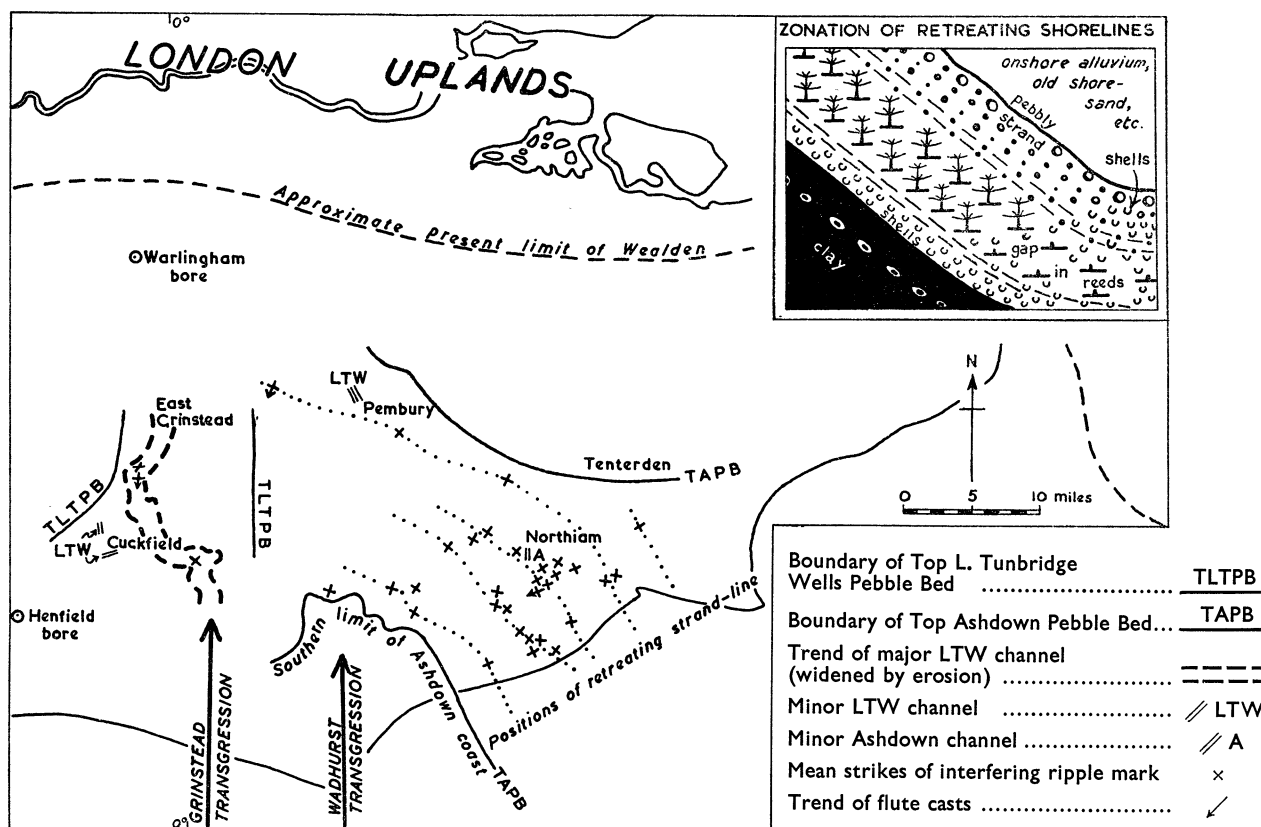 10°
LONDON
UPLANDS
Approximate present limit of Wealden
Warlingham
bore
ZONATION OF RETREATING SHORELINES
onshore alluvium,
old shore-
sand,
etc.
pebbly
strand
shells
shells
clay
gap
in
reeds
N
0 5 10 miles
LTW
Pembury
East
Grinstead
TLTPB
TLTPB
LTW
Cuckfield
Henfield
bore
Tenterden
TAPB
Northiam
A
Southern limit of Ashdown coast
TAPB
Positions of retreating strand-line
GRINSTEAD
TRANSGRESSION
WADHURST
TRANSGRESSION
Boundary of Top L. Tunbridge
Wells Pebble Bed ................... TLTPB
Boundary of Top Ashdown Pebble Bed... TAPB
Trend of major LTW channel
(widened by erosion) ..................
Minor LTW channel ...................... LTW
Minor Ashdown channel .................. A
Mean strikes of interfering ripple mark
Trend of flute casts ....................